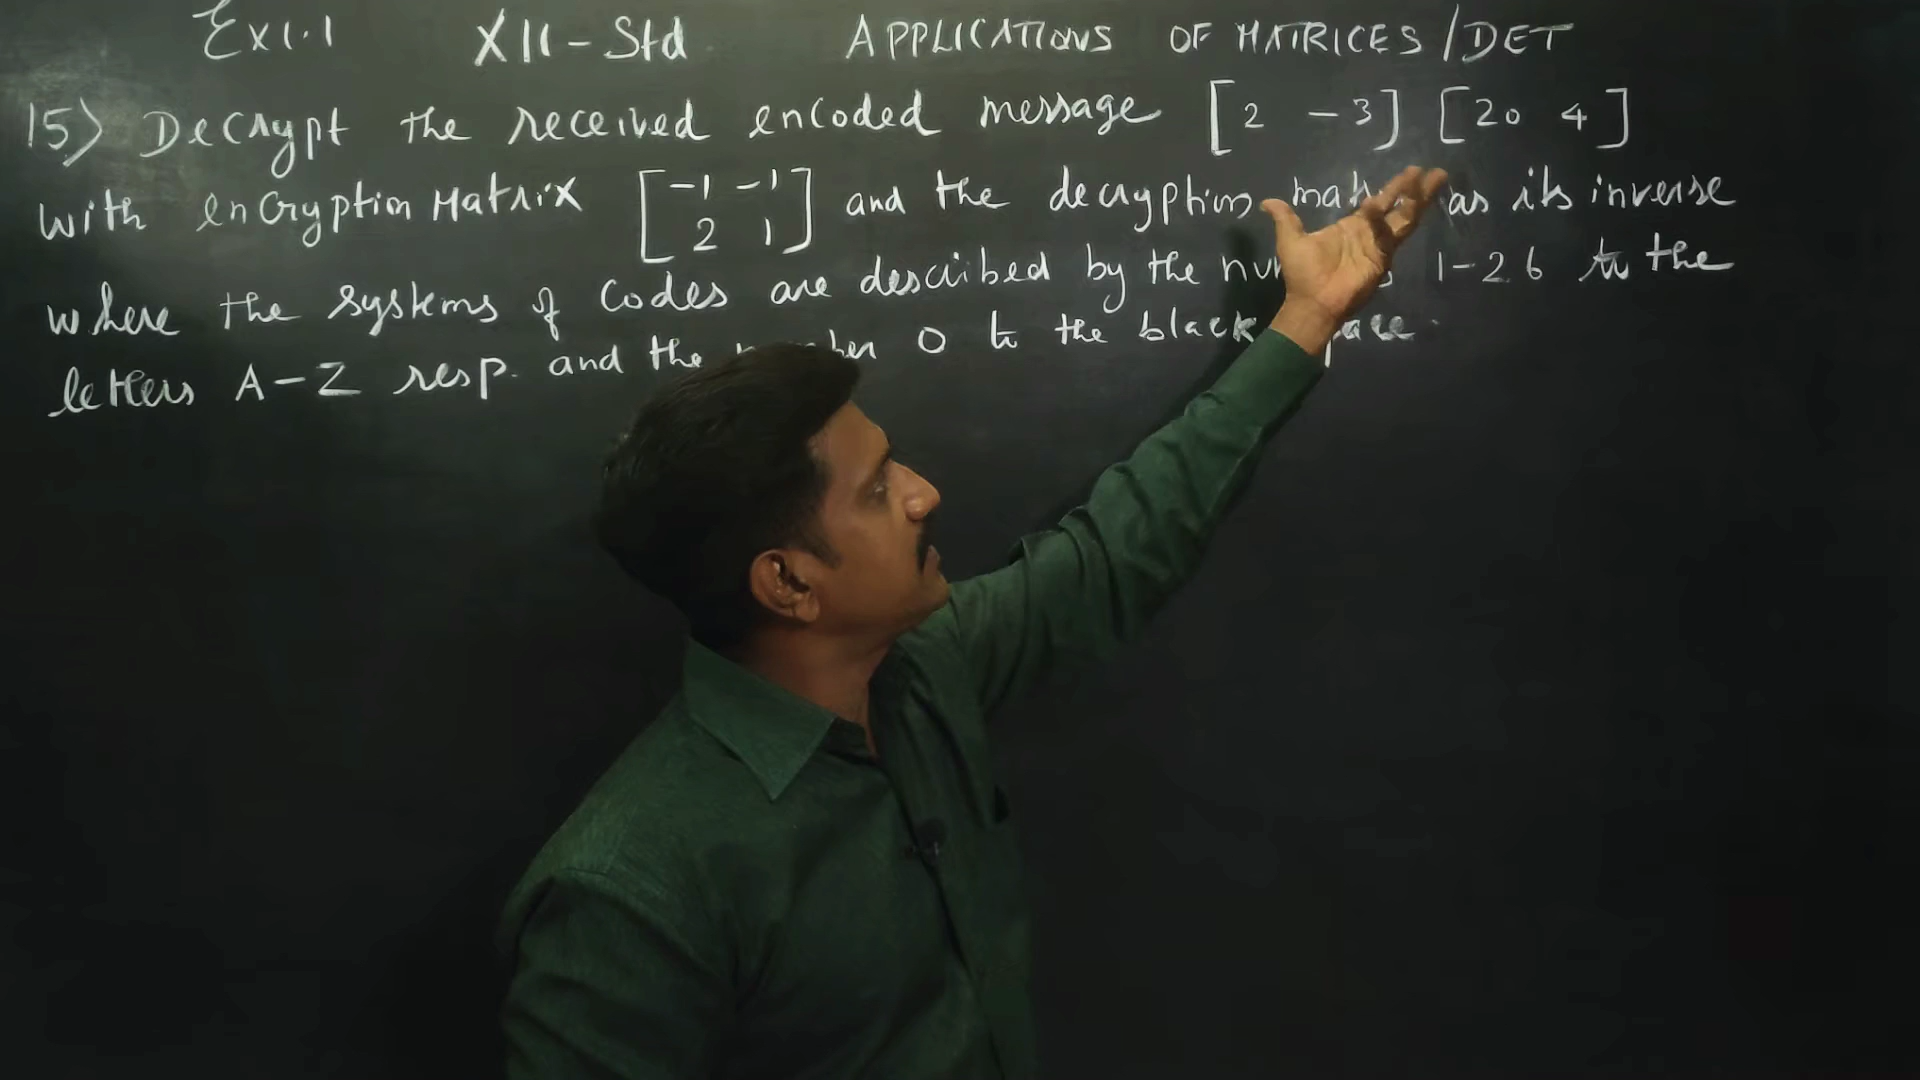 Ex1.1 XII-Std APPLICATIONS OF MATRICES/DET
15) Decrypt the received encoded message [2 -3] [20 4]
with encryption Matrix [-1 -1
2 1] and the decryption as its inverse
where the systems of codes are described by the 1-26 to the
letters A-Z resp. and the 0 to the black